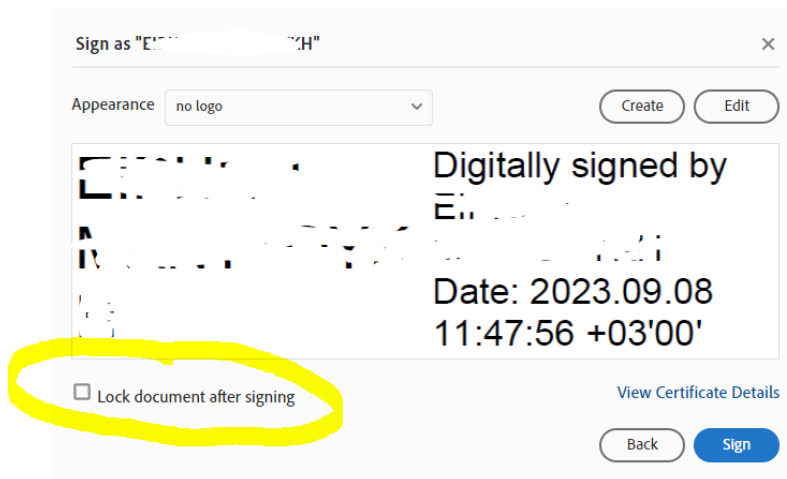 Sign as "
Appearance no logo Create Edit
Digitally signed by
Date: 2023.09.08
11:47:56 +03'00'
Lock document after signing
View Certificate Details
Back Sign